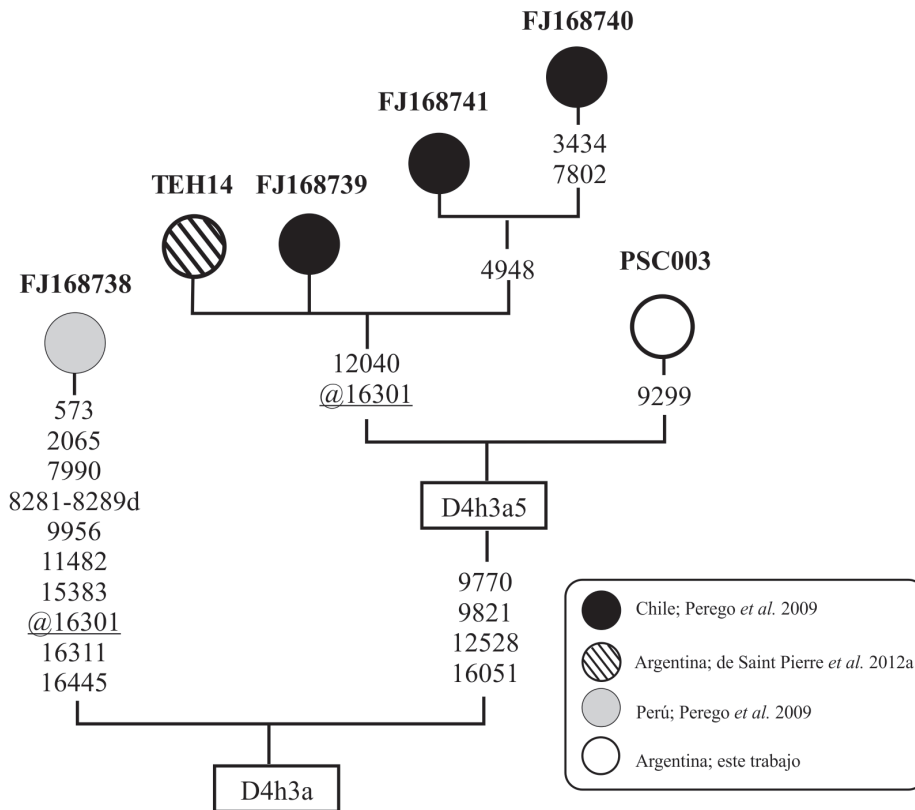 FJ168740
FJ168741
3434
7802
TEH14
FJ168739
4948
PSC003
FJ168738
12040
@16301
9299
573
2065
7990
8281-8289d
9956
11482
15383
@16301
16311
16445
D4h3a5
9770
9821
12528
16051
D4h3a
Chile; Perego et al. 2009
Argentina; de Saint Pierre et al. 2012a
Perú; Perego et al. 2009
Argentina; este trabajo